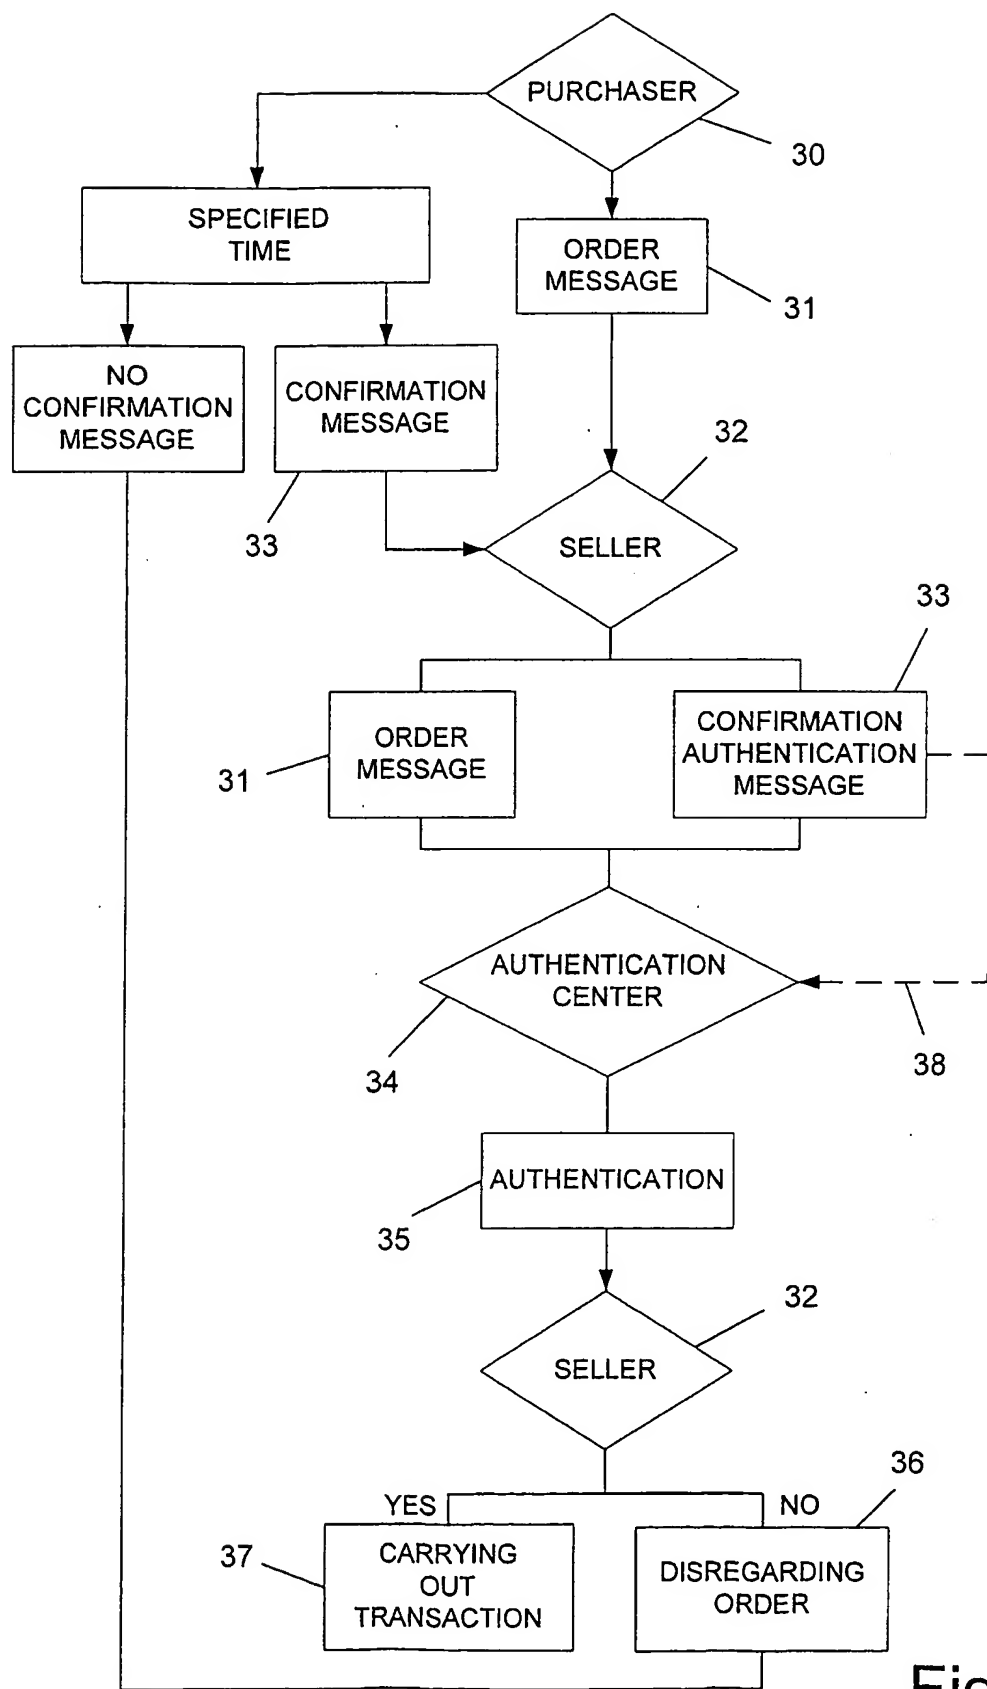 PURCHASER
30
SPECIFIED
TIME
ORDER
MESSAGE
31
NO
CONFIRMATION
MESSAGE
CONFIRMATION
MESSAGE
33
32
SELLER
33
ORDER
MESSAGE
31
CONFIRMATION
AUTHENTICATION
MESSAGE
AUTHENTICATION
CENTER
34
38
AUTHENTICATION
35
32
SELLER
36
YES
NO
37
CARRYING
OUT
TRANSACTION
DISREGARDING
ORDER
Fig